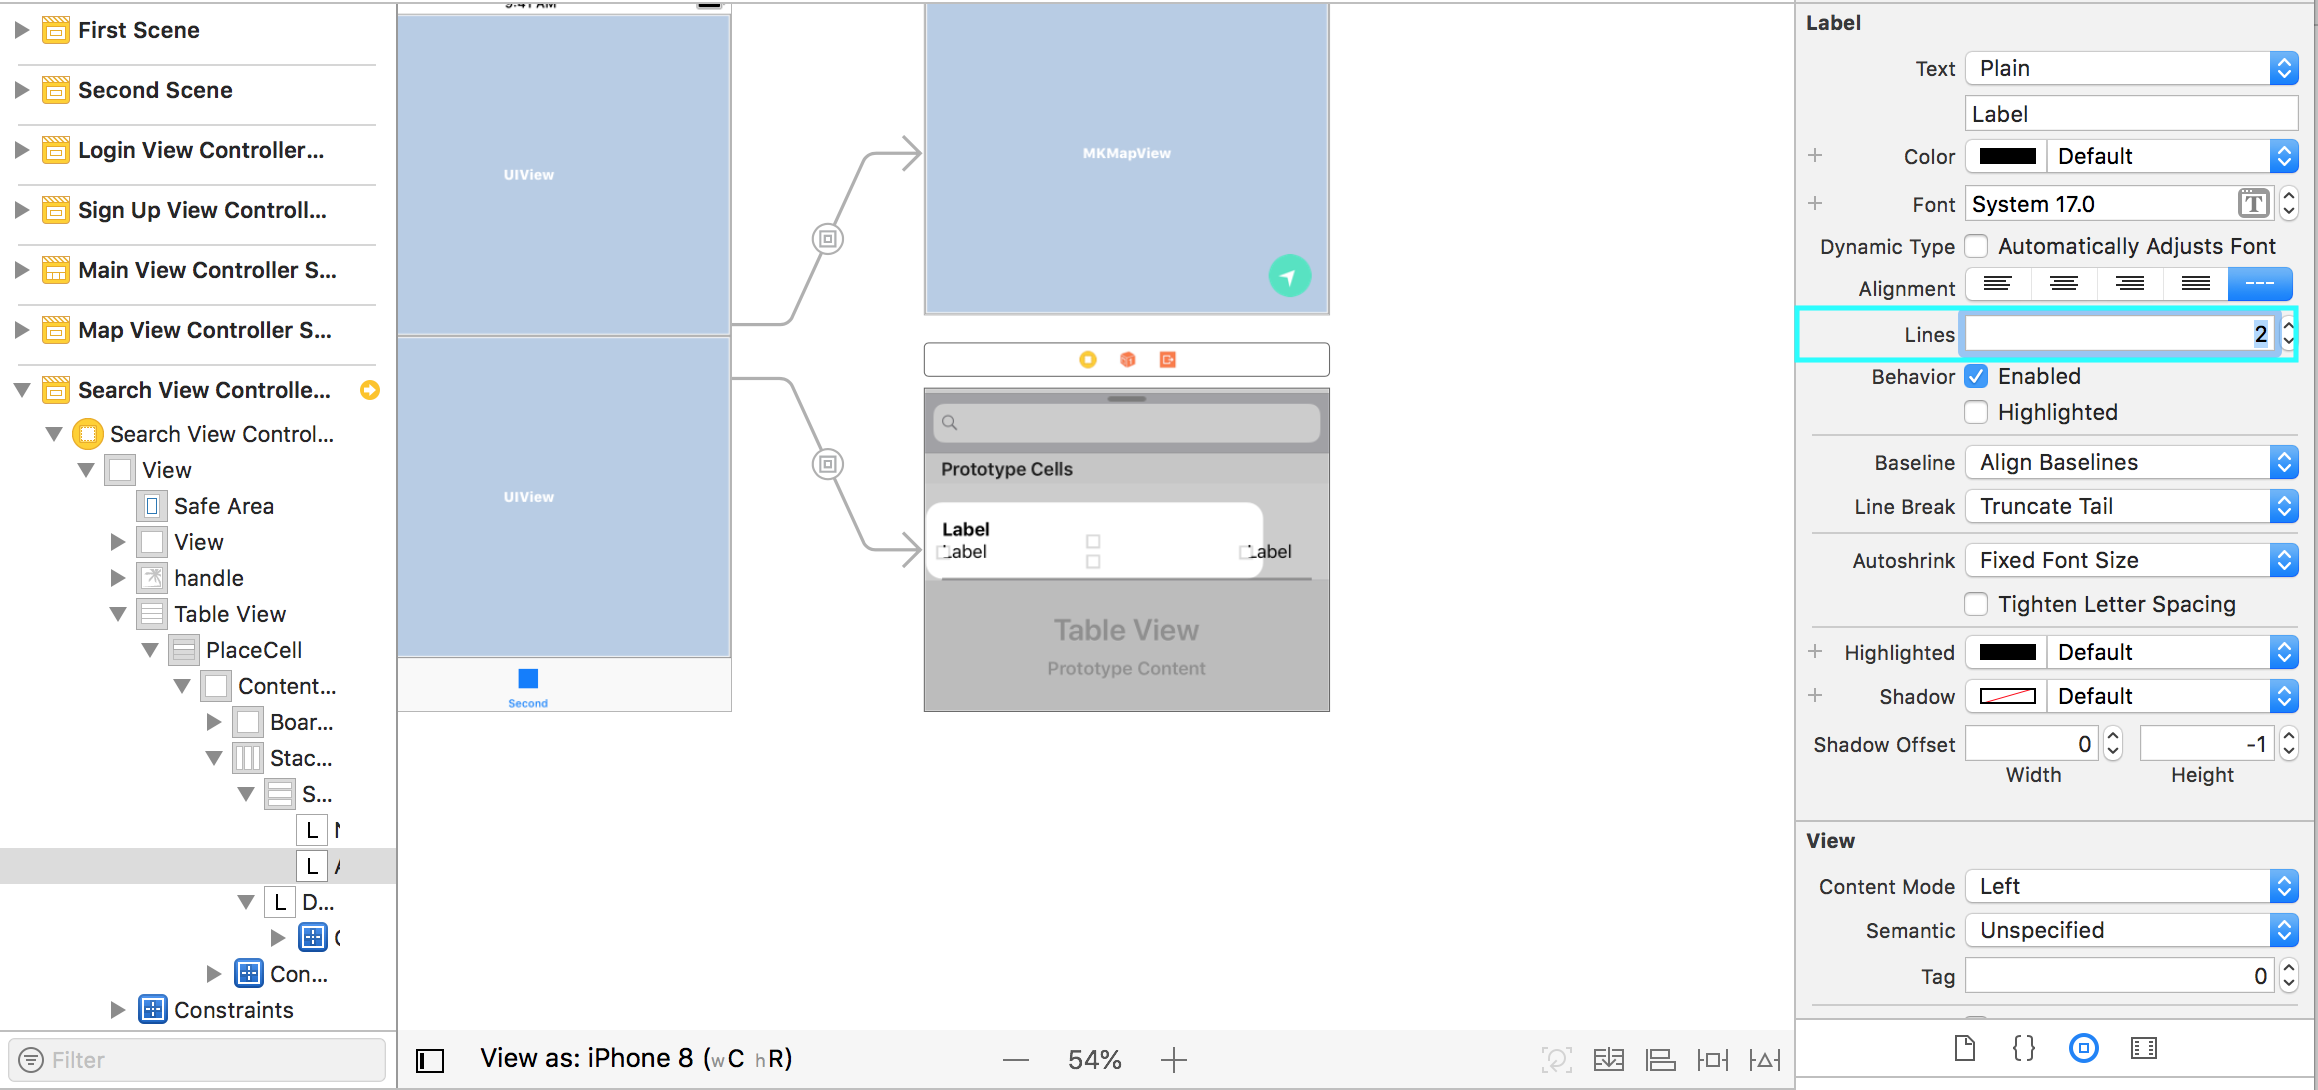 First Scene
Second Scene
Login View Controller...
Sign Up View Controll...
Main View Controller S...
Map View Controller S...
Search View Controlle...
Search View Control...
View
Safe Area
View
handle
Table View
PlaceCell
Content...
Boar...
Stac...
S...
L
L
L D...
Con...
Constraints
Filter
UIView
UIView
Second
MKMapView
Prototype Cells
Label
Label
Label
Table View
Prototype Content
View as: iPhone 8 (wC hR)
54%
Label
Text Plain
Label
Color Default
Font System 17.0 T
Dynamic Type Automatically Adjusts Font
Alignment
Lines 2
Behavior Enabled
Highlighted
Baseline Align Baselines
Line Break Truncate Tail
Autoshrink Fixed Font Size
Tighten Letter Spacing
Highlighted Default
Shadow Default
Shadow Offset 0 -1
Width Height
View
Content Mode Left
Semantic Unspecified
Tag 0